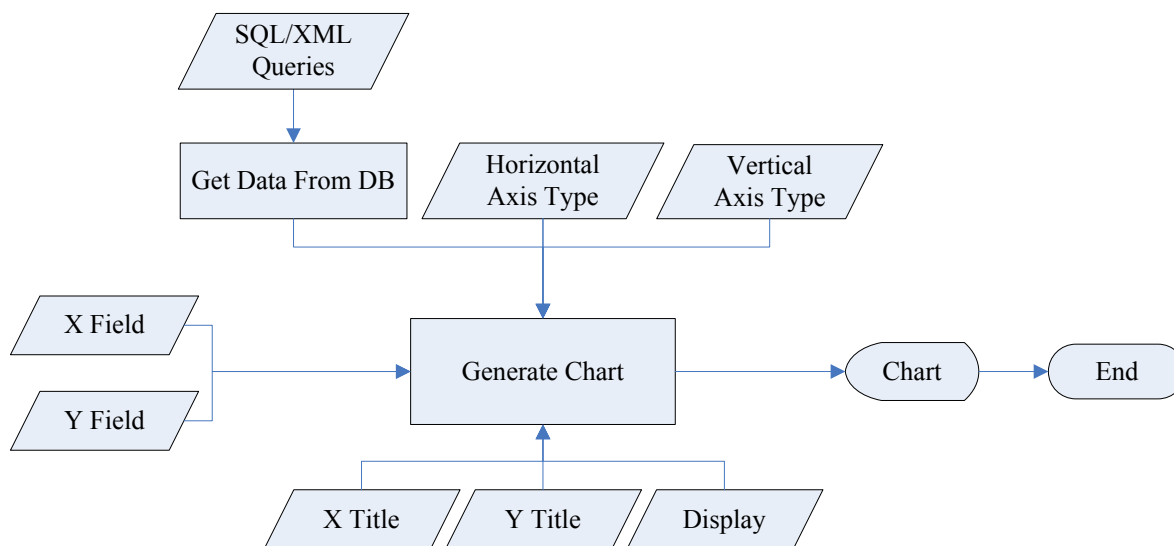 SQL/XML
Queries
Get Data From DB
Horizontal
Axis Type
Vertical
Axis Type
X Field
Y Field
Generate Chart
Chart
End
X Title
Y Title
Display